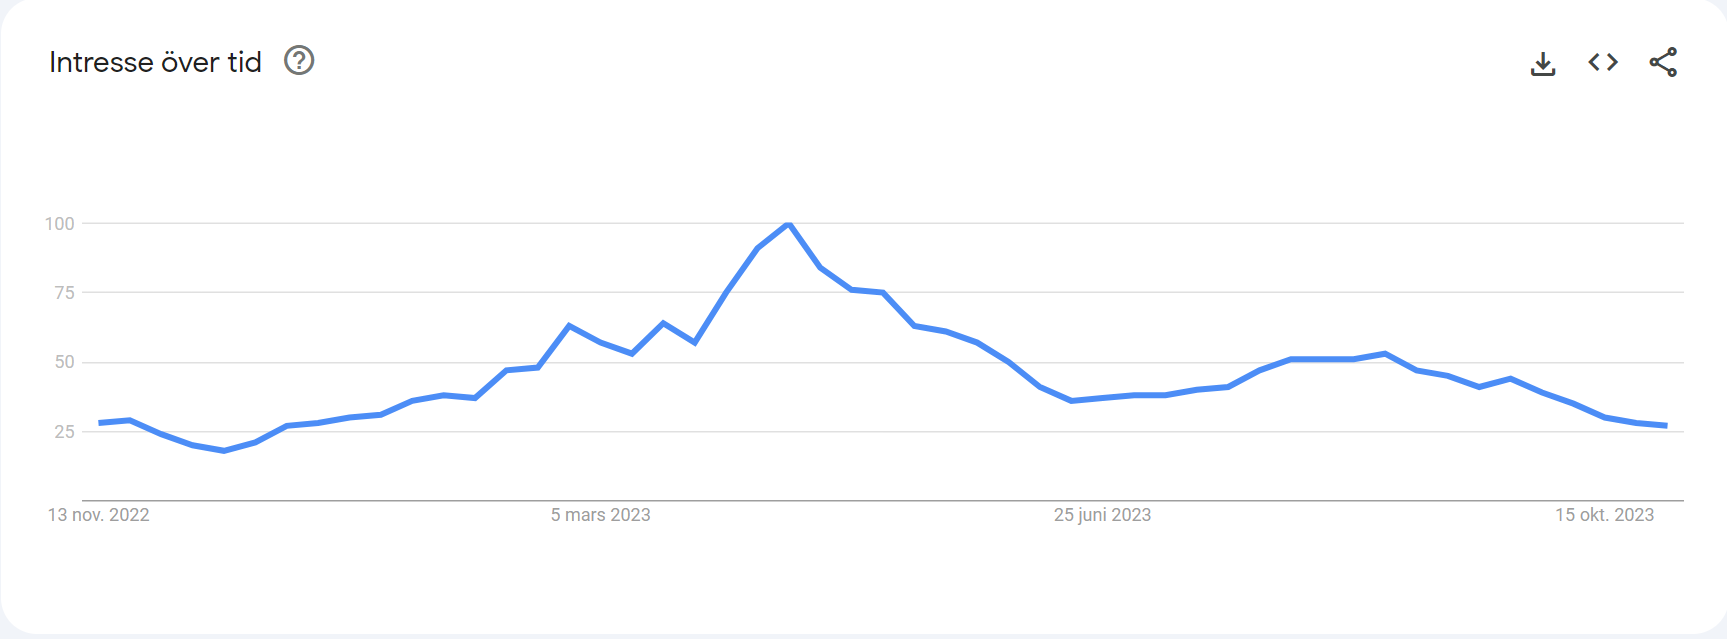 Intresse över tid
100
75
50
25
13 nov. 2022
5 mars 2023
25 juni 2023
15 okt. 2023